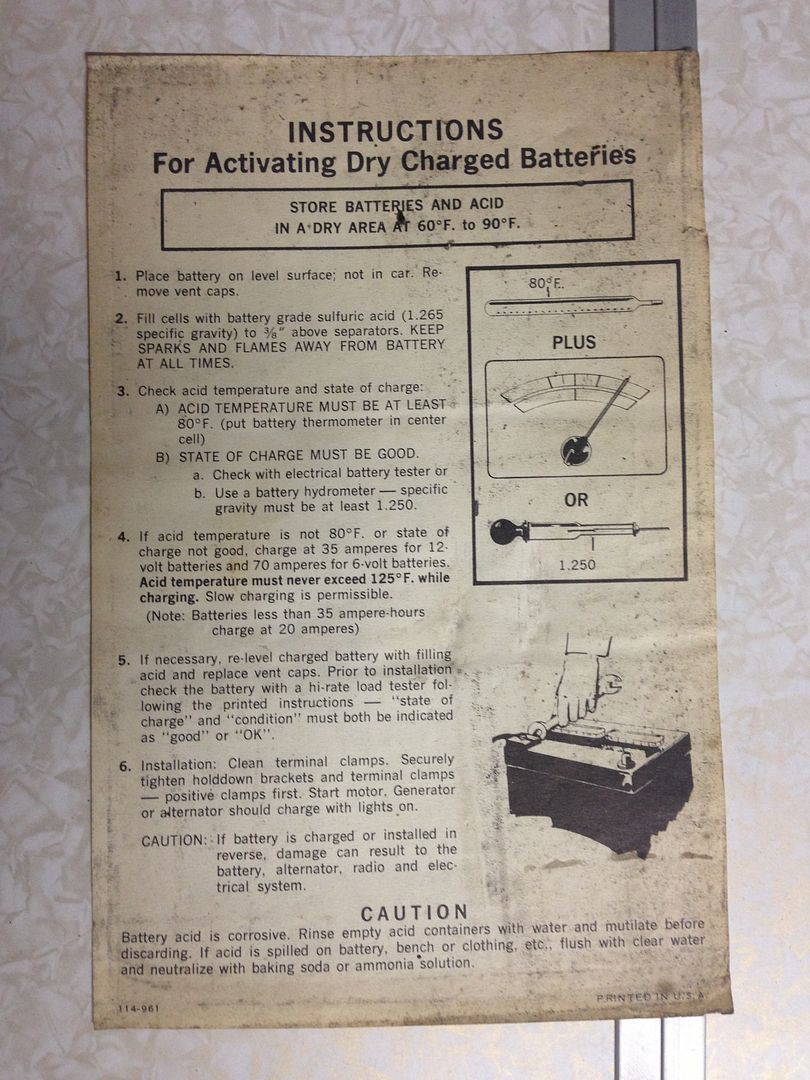 INSTRUCTIONS
For Activating Dry Charged Batteries
STORE BATTERIES AND ACID
IN A DRY AREA AT 60°F. to 90°F.
1. Place battery on level surface; not in car. Re-
move vent caps.
2. Fill cells with battery grade sulfuric acid (1.265
specific gravity) to ⅜" above separators. KEEP
SPARKS AND FLAMES AWAY FROM BATTERY
AT ALL TIMES.
3. Check acid temperature and state of charge:
A) ACID TEMPERATURE MUST BE AT LEAST
80°F. (put battery thermometer in center
cell)
B) STATE OF CHARGE MUST BE GOOD.
a. Check with electrical battery tester or
b. Use a battery hydrometer — specific
gravity must be at least 1.250.
4. If acid temperature is not 80°F. or state of
charge not good, charge at 35 amperes for 12-
volt batteries and 70 amperes for 6-volt batteries.
Acid temperature must never exceed 125°F. while
charging. Slow charging is permissible.
(Note: Batteries less than 35 ampere-hours
charge at 20 amperes)
5. If necessary, re-level charged battery with filling
acid and replace vent caps. Prior to installation
check the battery with a hi-rate load tester fol-
lowing the printed instructions — "state of
charge" and "condition" must both be indicated
as "good" or "OK".
6. Installation: Clean terminal clamps. Securely
tighten holddown brackets and terminal clamps
— positive clamps first. Start motor. Generator
or alternator should charge with lights on.
CAUTION: If battery is charged or installed in
reverse, damage can result to the
battery, alternator, radio and elec-
trical system.
80°F.
PLUS
OR
1.250
CAUTION
Battery acid is corrosive. Rinse empty acid containers with water and mutilate before
discarding. If acid is spilled on battery, bench or clothing, etc., flush with clear water
and neutralize with baking soda or ammonia solution.
114-961
PRINTED IN U.S.A